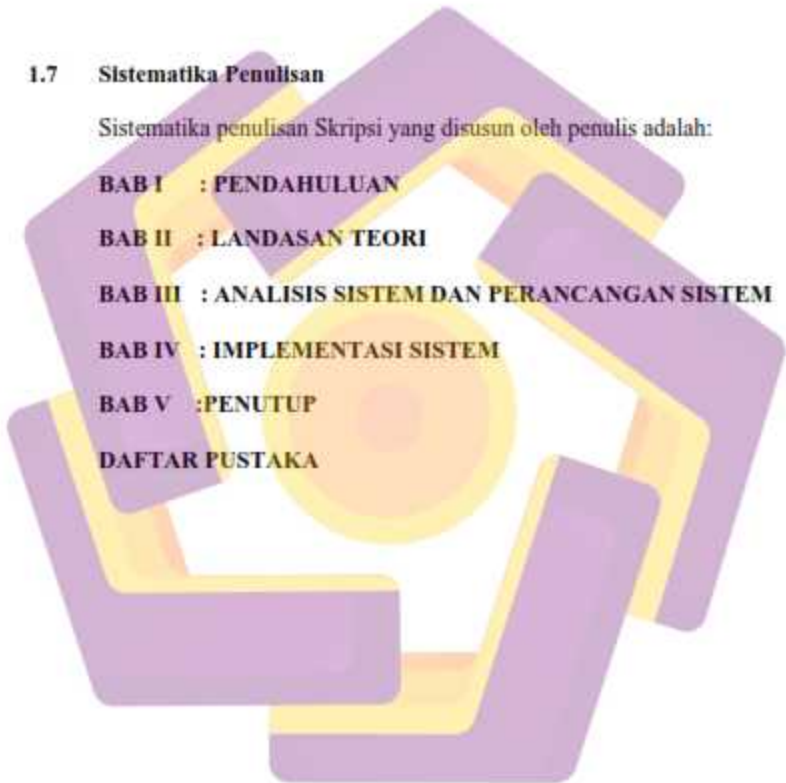 1.7 Sistematika Penulisan
Sistematika penulisan Skripsi yang disusun oleh penulis adalah:
BAB I : PENDAHULUAN
BAB II : LANDASAN TEORI
BAB III : ANALISIS SISTEM DAN PERANCANGAN SISTEM
BAB IV : IMPLEMENTASI SISTEM
BAB V :PENUTUP
DAFTAR PUSTAKA